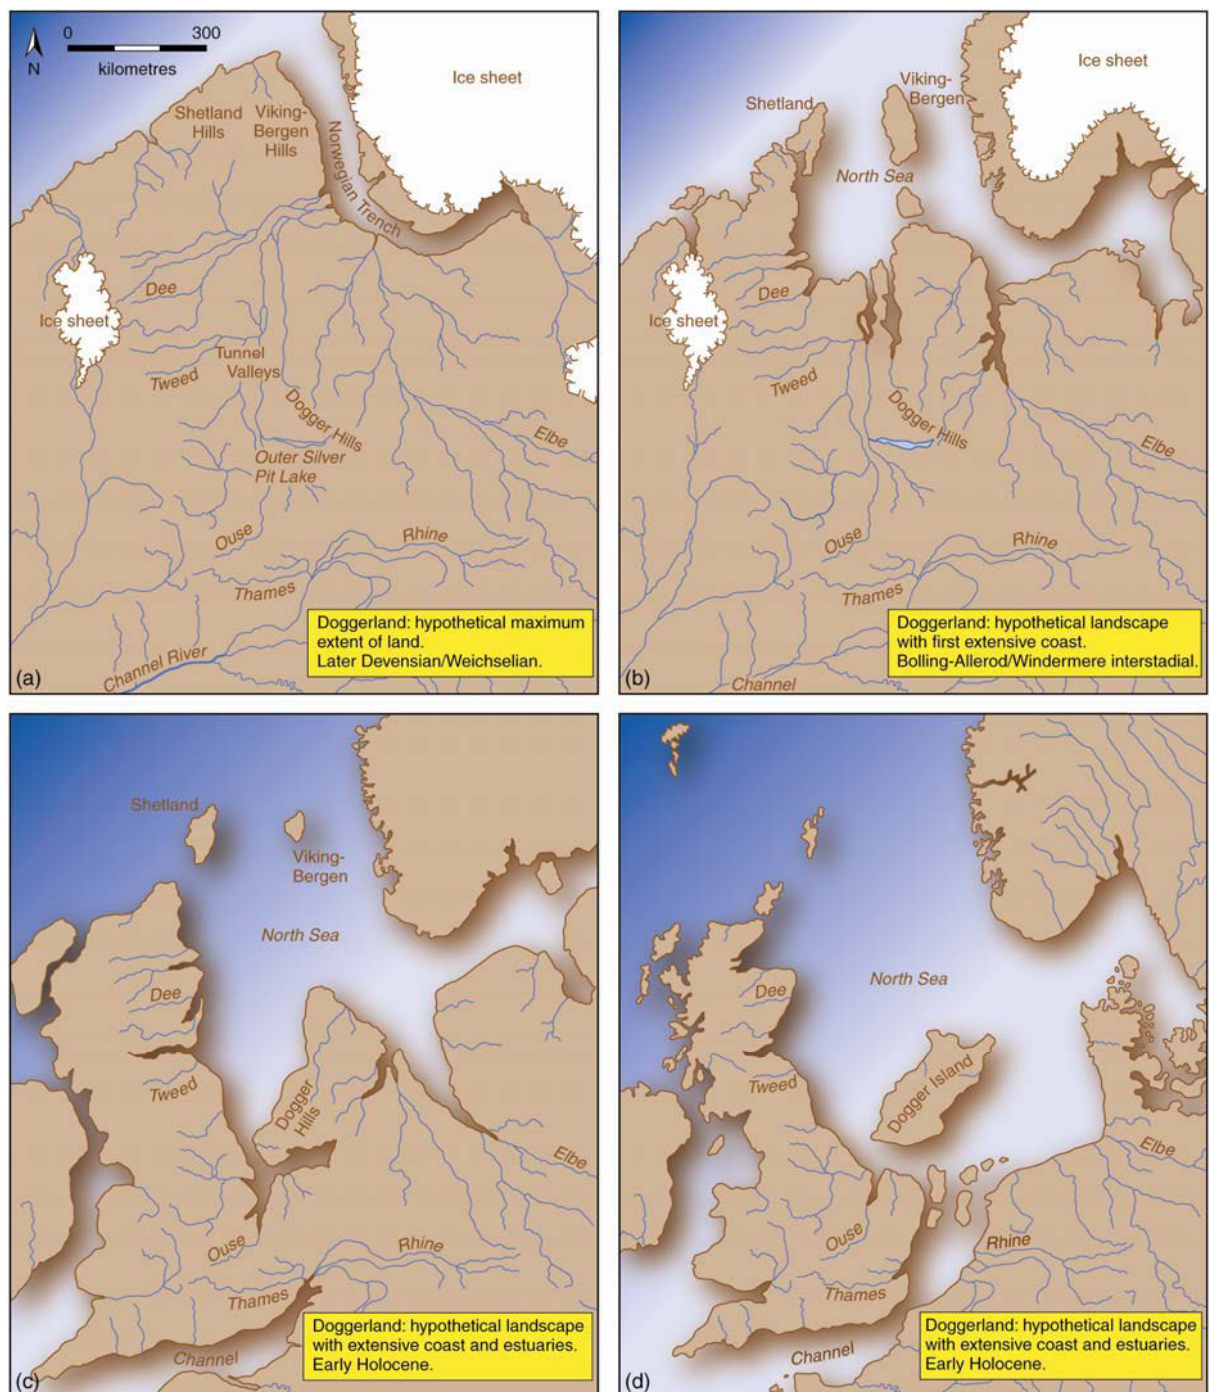 0 300
N
kilometres
Ice sheet
Shetland
Hills
Viking-
Bergen
Hills
Norwegian Trench
Dee
Ice sheet
Tunnel
Valleys
Tweed
Dogger Hills
Elbe
Outer Silver
Pit Lake
Ouse
Rhine
Thames
Channel River
Doggerland: hypothetical maximum
extent of land.
Later Devensian/Weichselian.
(a)
Ice sheet
Viking-
Bergen
Shetland
North Sea
Dee
Ice sheet
Tweed
Dogger Hills
Elbe
Ouse
Rhine
Thames
Channel
Doggerland: hypothetical landscape
with first extensive coast.
Bolling-Allerod/Windermere interstadial.
(b)
Shetland
Viking-
Bergen
North Sea
Dee
Tweed
Dogger
Hills
Elbe
Ouse
Rhine
Thames
Channel
Doggerland: hypothetical landscape
with extensive coast and estuaries.
Early Holocene.
(c)
North Sea
Dee
Tweed
Dogger Island
Elbe
Ouse
Rhine
Thames
Channel
Doggerland: hypothetical landscape
with extensive coast and estuaries.
Early Holocene.
(d)